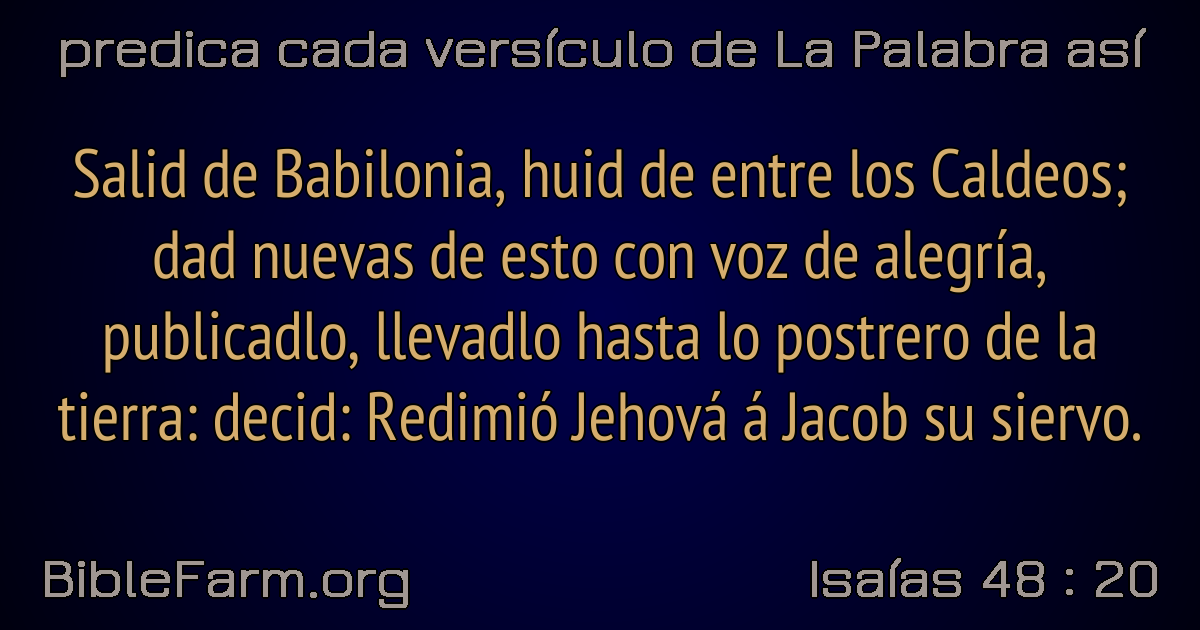 predica cada versículo de La Palabra así
Salid de Babilonia, huid de entre los Caldeos;
dad nuevas de esto con voz de alegría,
publicadlo, llevadlo hasta lo postrero de la
tierra: decid: Redimió Jehová á Jacob su siervo.
BibleFarm.org
Isaías 48 : 20